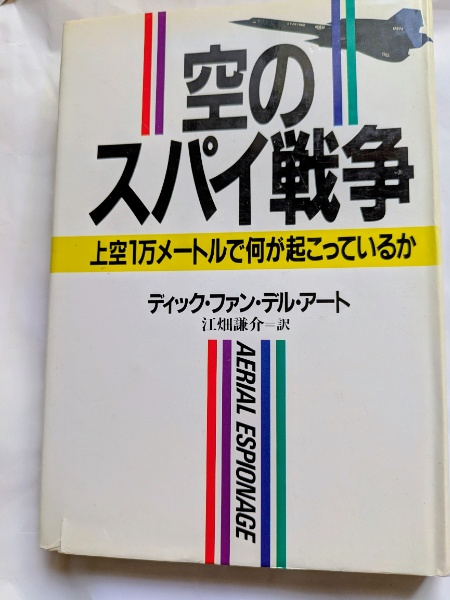 空の
スパイ戦争
上空1万メートルで何が起こっているか
ディック・ファン・デル・アート
江畑謙介=訳
AERIAL ESPIONAGE